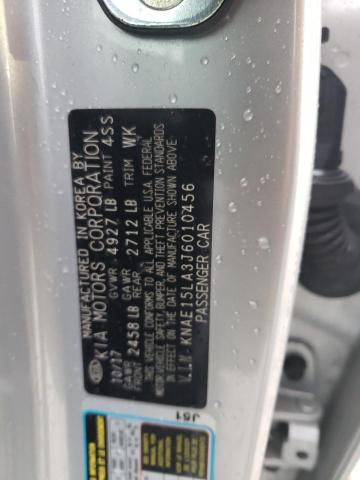 MANUFACTURED IN KOREA BY
KIA MOTORS CORPORATION
10/17 GVWR 4927 LB PAINT 4SS
GAWR FRONT 2458 LB GAWR REAR 2712 LB TRIM WK
THIS VEHICLE CONFORMS TO ALL APPLICABLE U.S.A. FEDERAL
MOTOR VEHICLE SAFETY, BUMPER, AND THEFT PREVENTION STANDARDS
IN EFFECT ON THE DATE OF MANUFACTURE SHOWN ABOVE.
V.I.N: KNAE15LA3J6010456
PASSENGER CAR
J51